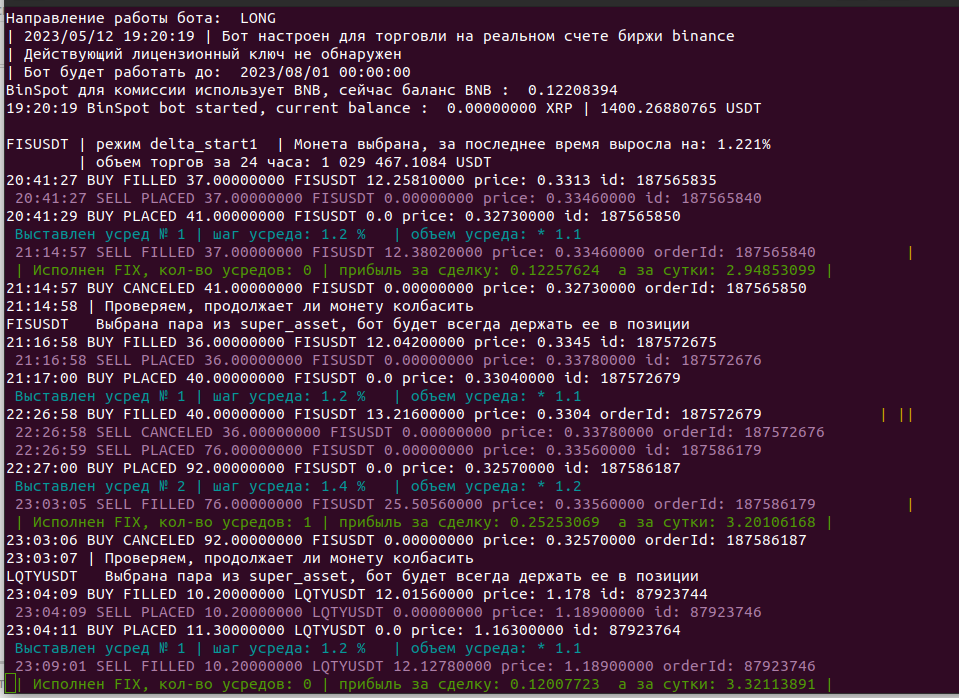 Направление работы бота:  LONG
| 2023/05/12 19:20:19 | Бот настроен для торговли на реальном счете биржи binance
| Действующий лицензионный ключ не обнаружен
| Бот будет работать до:  2023/08/01 00:00:00
BinSpot для комиссии использует BNB, сейчас баланс BNB :  0.12208394
19:20:19 BinSpot bot started, current balance :  0.00000000 XRP | 1400.26880765 USDT
FISUSDT | режим delta_start1  | Монета выбрана, за последнее время выросла на: 1.221%
| объем торгов за 24 часа: 1 029 467.1084 USDT
20:41:27 BUY FILLED 37.00000000 FISUSDT 12.25810000 price: 0.3313 id: 187565835
20:41:27 SELL PLACED 37.00000000 FISUSDT 0.00000000 price: 0.33460000 id: 187565840
20:41:29 BUY PLACED 41.00000000 FISUSDT 0.0 price: 0.32730000 id: 187565850
Выставлен усред № 1 | шаг усреда: 1.2 %   | объем усреда: * 1.1
21:14:57 SELL FILLED 37.00000000 FISUSDT 12.38020000 price: 0.33460000 orderId: 187565840 |
| Исполнен FIX, кол-во усредов: 0 | прибыль за сделку: 0.12257624  а за сутки: 2.94853099 |
21:14:57 BUY CANCELED 41.00000000 FISUSDT 0.00000000 price: 0.32730000 orderId: 187565850
21:14:58 | Проверяем, продолжает ли монету колбасить
FISUSDT   Выбрана пара из super_asset, бот будет всегда держать ее в позиции
21:16:58 BUY FILLED 36.00000000 FISUSDT 12.04200000 price: 0.3345 id: 187572675
21:16:58 SELL PLACED 36.00000000 FISUSDT 0.00000000 price: 0.33780000 id: 187572676
21:17:00 BUY PLACED 40.00000000 FISUSDT 0.0 price: 0.33040000 id: 187572679
Выставлен усред № 1 | шаг усреда: 1.2 %   | объем усреда: * 1.1
22:26:58 BUY FILLED 40.00000000 FISUSDT 13.21600000 price: 0.3304 orderId: 187572679 | ||
22:26:58 SELL CANCELED 36.00000000 FISUSDT 0.00000000 price: 0.33780000 orderId: 187572676
22:26:59 SELL PLACED 76.00000000 FISUSDT 0.00000000 price: 0.33560000 id: 187586179
22:27:00 BUY PLACED 92.00000000 FISUSDT 0.0 price: 0.32570000 id: 187586187
Выставлен усред № 2 | шаг усреда: 1.4 %   | объем усреда: * 1.2
23:03:05 SELL FILLED 76.00000000 FISUSDT 25.50560000 price: 0.33560000 orderId: 187586179 |
| Исполнен FIX, кол-во усредов: 1 | прибыль за сделку: 0.25253069  а за сутки: 3.20106168 |
23:03:06 BUY CANCELED 92.00000000 FISUSDT 0.00000000 price: 0.32570000 orderId: 187586187
23:03:07 | Проверяем, продолжает ли монету колбасить
LQTYUSDT   Выбрана пара из super_asset, бот будет всегда держать ее в позиции
23:04:09 BUY FILLED 10.20000000 LQTYUSDT 12.01560000 price: 1.178 id: 87923744
23:04:09 SELL PLACED 10.20000000 LQTYUSDT 0.00000000 price: 1.18900000 id: 87923746
23:04:11 BUY PLACED 11.30000000 LQTYUSDT 0.0 price: 1.16300000 id: 87923764
Выставлен усред № 1 | шаг усреда: 1.2 %   | объем усреда: * 1.1
23:09:01 SELL FILLED 10.20000000 LQTYUSDT 12.12780000 price: 1.18900000 orderId: 87923746
| Исполнен FIX, кол-во усредов: 0 | прибыль за сделку: 0.12007723  а за сутки: 3.32113891 |